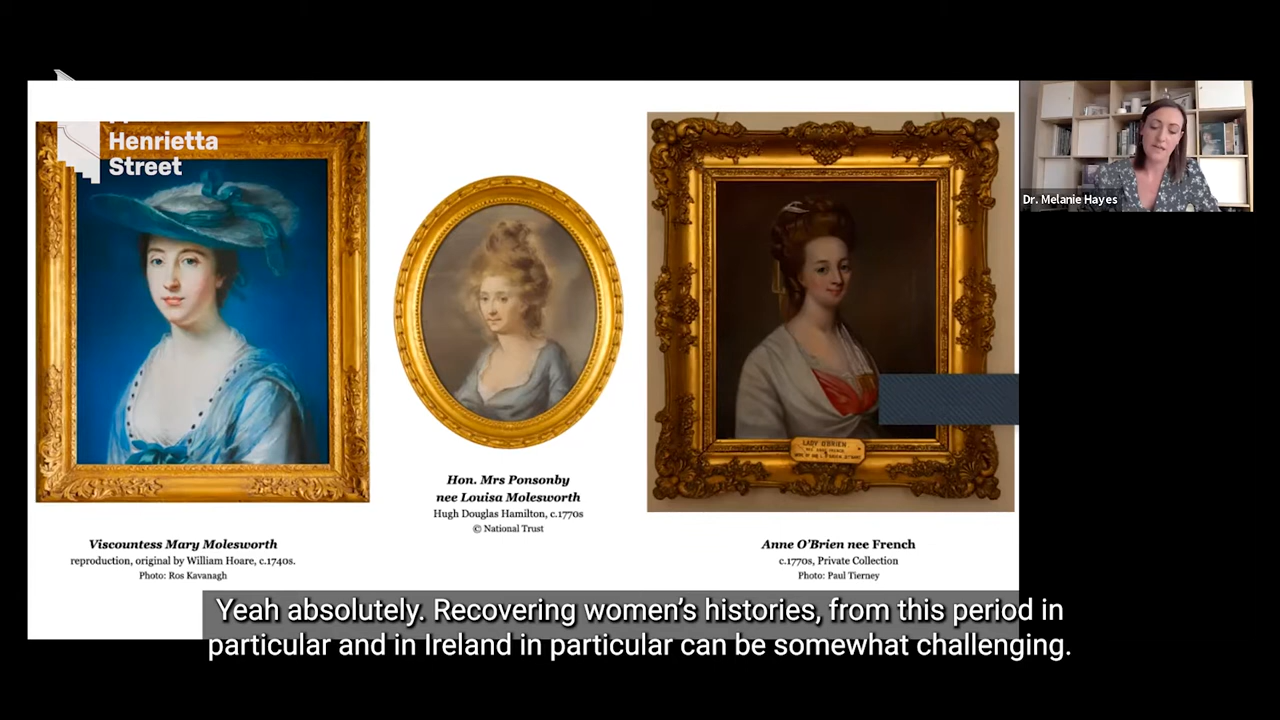 Henrietta
Street
Dr. Melanie Hayes
LADY O'BRIEN
Hon. Mrs Ponsonby
nee Louisa Molesworth
Hugh Douglas Hamilton, c.1770s
© National Trust
Viscountess Mary Molesworth
reproduction, original by William Hoare, c.1740s.
Photo: Ros Kavanagh
Anne O'Brien nee French
c.1770s, Private Collection
Photo: Paul Tierney
Yeah absolutely. Recovering women's histories, from this period in
particular and in Ireland in particular can be somewhat challenging.